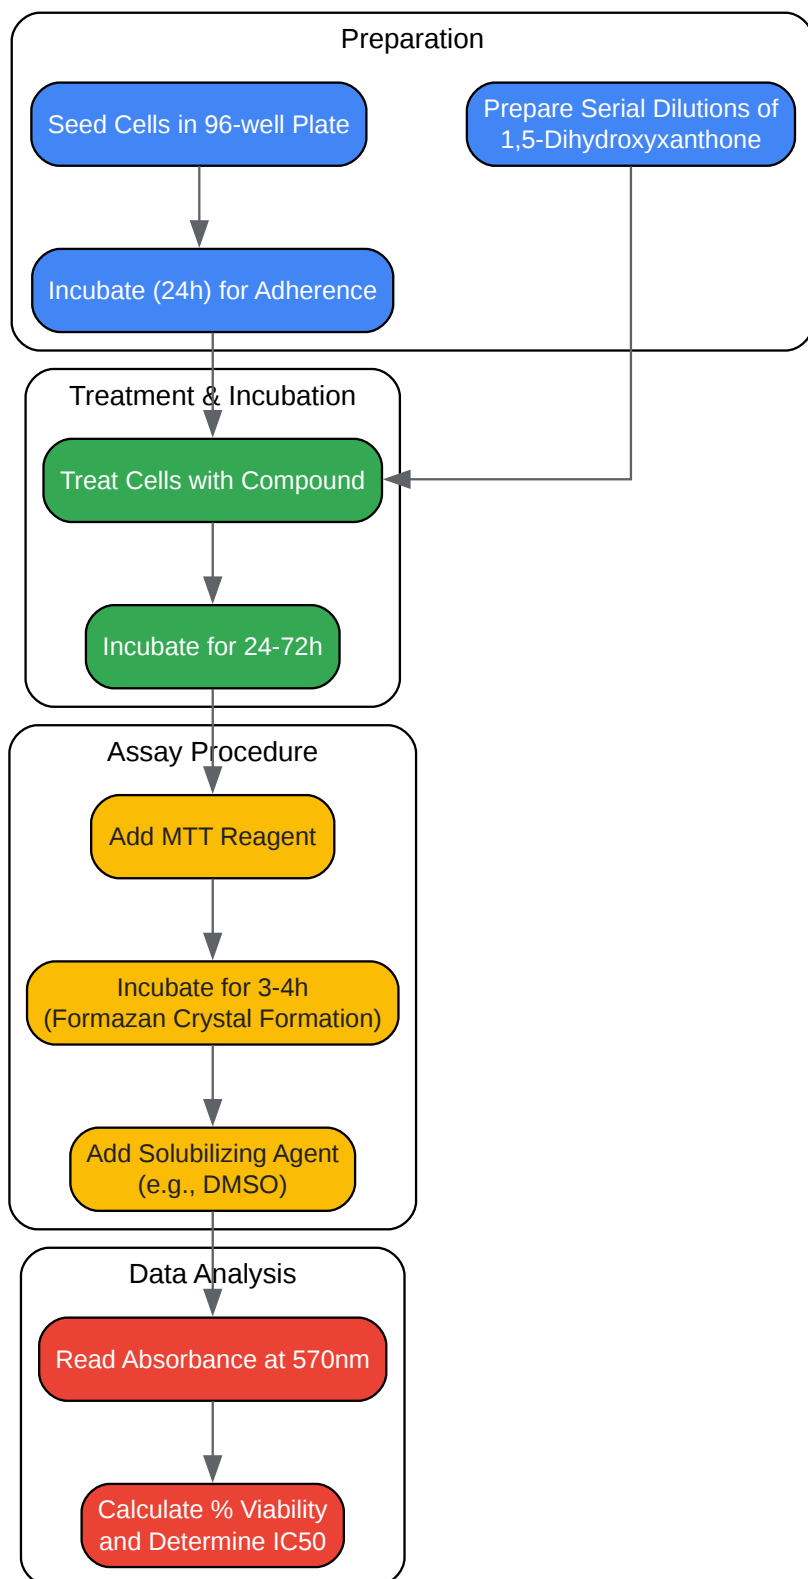 Preparation
Seed Cells in 96-well Plate
Prepare Serial Dilutions of
1,5-Dihydroxyxanthone
Incubate (24h) for Adherence
Treatment & Incubation
Treat Cells with Compound
Incubate for 24-72h
Assay Procedure
Add MTT Reagent
Incubate for 3-4h
(Formazan Crystal Formation)
Add Solubilizing Agent
(e.g., DMSO)
Data Analysis
Read Absorbance at 570nm
Calculate % Viability
and Determine IC50